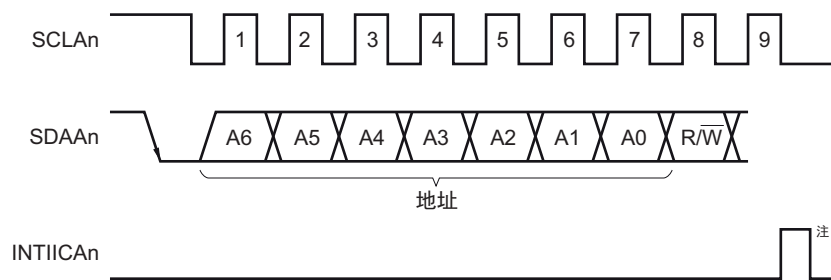 SCLAn 1 2 3 4 5 6 7 8 9
SDAAn A6 A5 A4 A3 A2 A1 A0 R/W̅
地址
INTIICAn 注